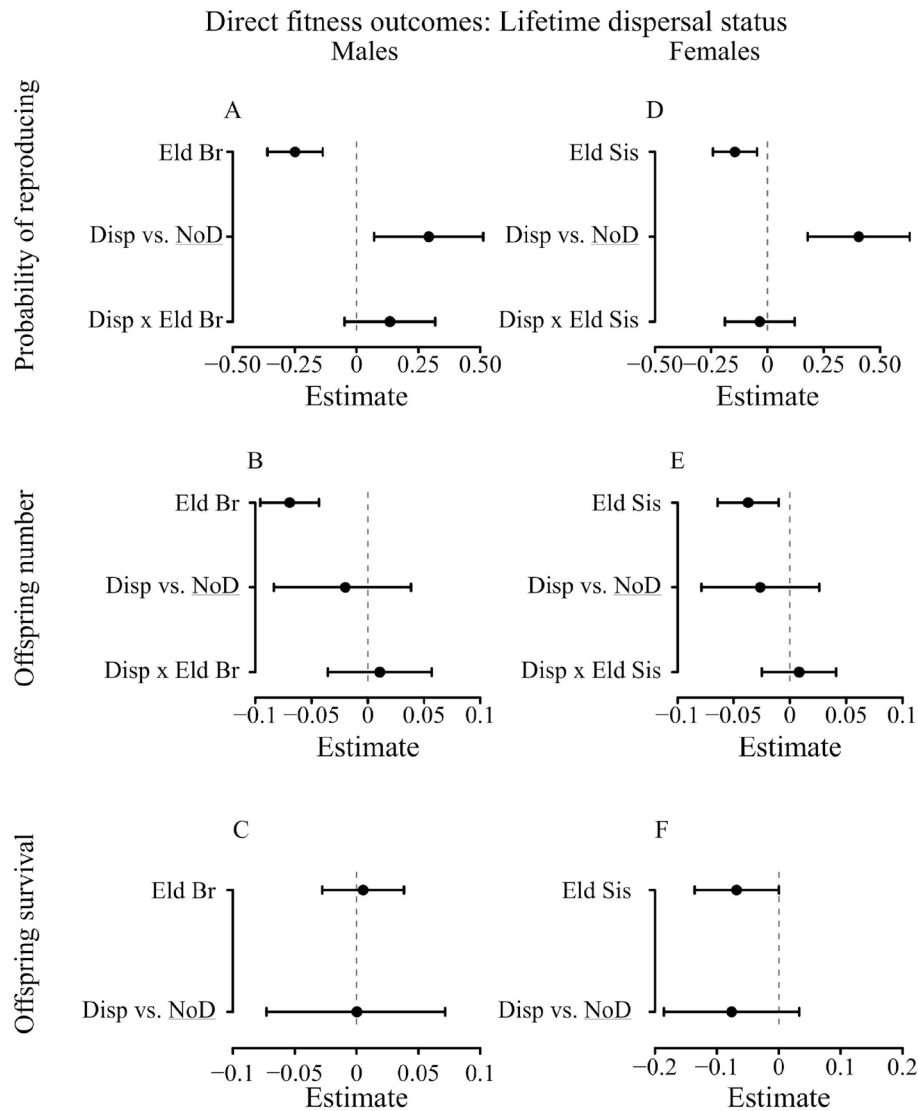 Direct fitness outcomes: Lifetime dispersal status
Males
Females
Probability of reproducing
A
Eld Br
Disp vs. NoD
Disp x Eld Br
−0.50 −0.25 0 0.25 0.50
Estimate
D
Eld Sis
Disp vs. NoD
Disp x Eld Sis
−0.50 −0.25 0 0.25 0.50
Estimate
Offspring number
B
Eld Br
Disp vs. NoD
Disp x Eld Br
−0.1 −0.05 0 0.05 0.1
Estimate
E
Eld Sis
Disp vs. NoD
Disp x Eld Sis
−0.1 −0.05 0 0.05 0.1
Estimate
Offspring survival
C
Eld Br
Disp vs. NoD
−0.1 −0.05 0 0.05 0.1
Estimate
F
Eld Sis
Disp vs. NoD
−0.2 −0.1 0 0.1 0.2
Estimate